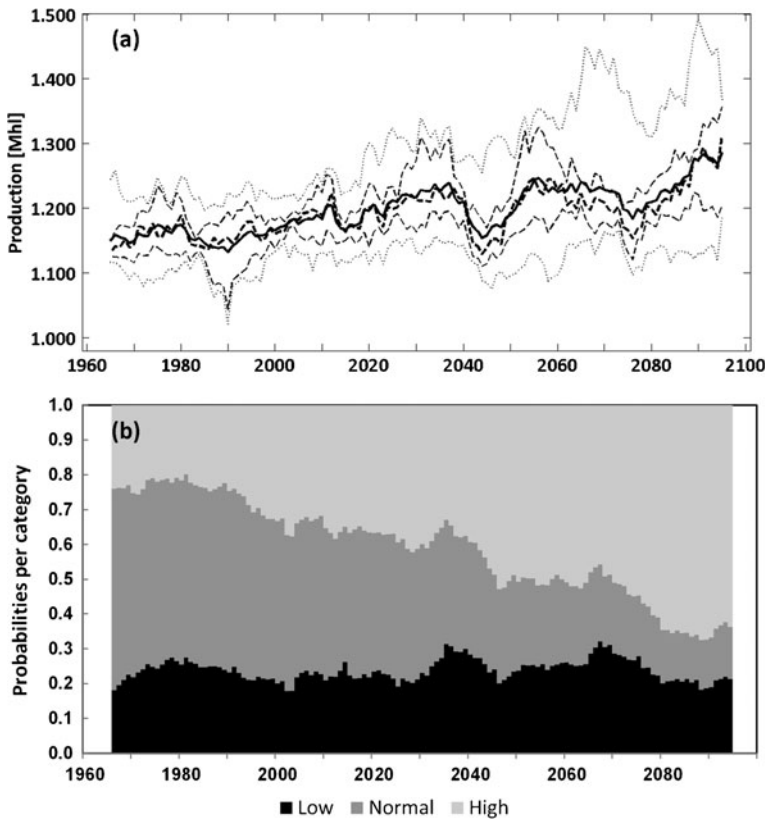 (a)
Production [Mhl]
1.500
1.400
1.300
1.200
1.100
1.000
1960 1980 2000 2020 2040 2060 2080 2100
(b)
Probabilities per category
1.0
0.9
0.8
0.7
0.6
0.5
0.4
0.3
0.2
0.1
0.0
1960 1980 2000 2020 2040 2060 2080
Low Normal High